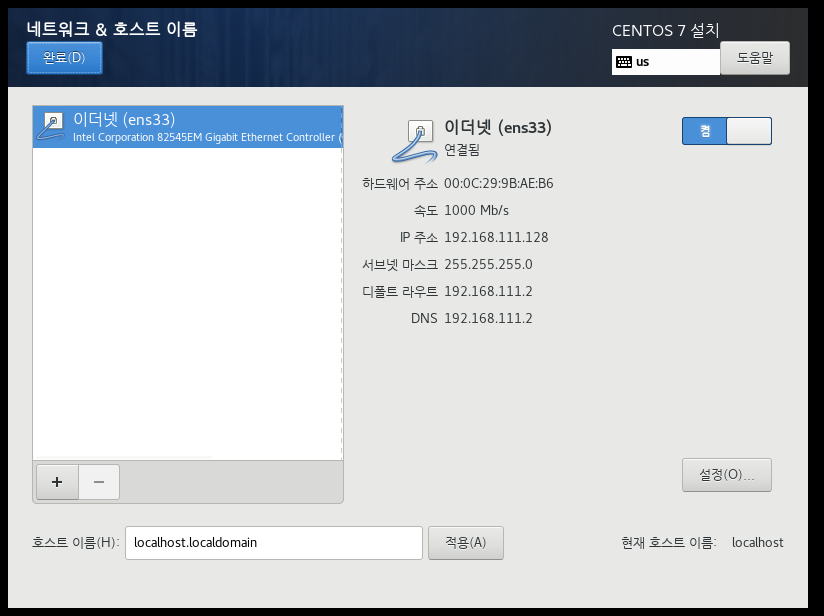 네트워크 & 호스트 이름
CENTOS 7 설치
완료(D)
us
도움말
이더넷 (ens33)
Intel Corporation 82545EM Gigabit Ethernet Controller (
이더넷 (ens33)
연결됨
켬
하드웨어 주소 00:0C:29:9B:AE:B6
속도 1000 Mb/s
IP 주소 192.168.111.128
서브넷 마스크 255.255.255.0
디폴트 라우트 192.168.111.2
DNS 192.168.111.2
+ −
설정(O)...
호스트 이름(H): localhost.localdomain 적용(A) 현재 호스트 이름: localhost